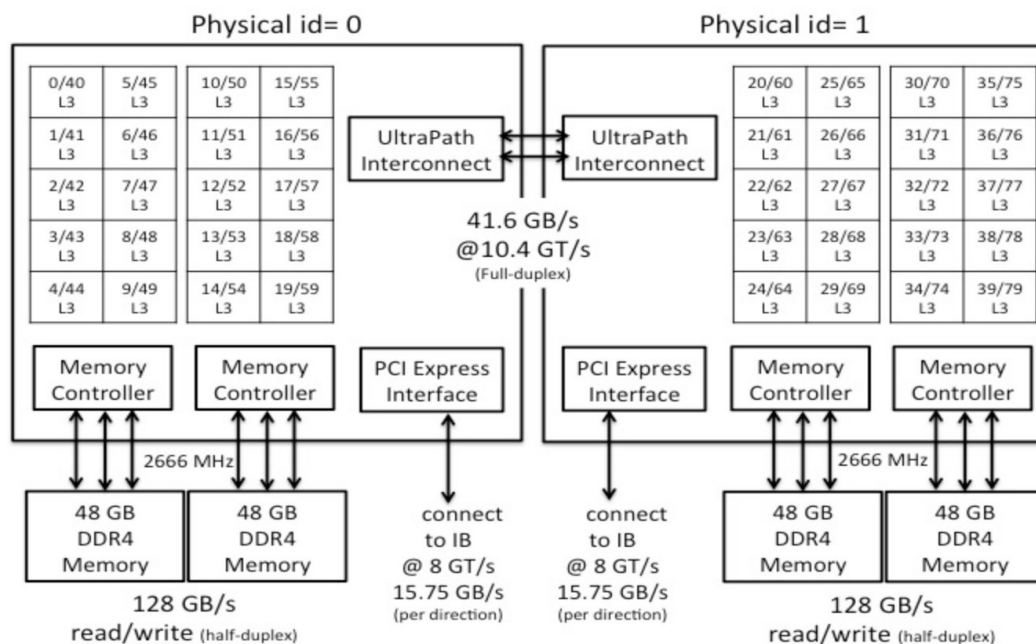 Physical id= 0
Physical id= 1
0/40 5/45 10/50 15/55
L3 L3 L3 L3
1/41 6/46 11/51 16/56
L3 L3 L3 L3
2/42 7/47 12/52 17/57
L3 L3 L3 L3
3/43 8/48 13/53 18/58
L3 L3 L3 L3
4/44 9/49 14/54 19/59
L3 L3 L3 L3
UltraPath
Interconnect
UltraPath
Interconnect
41.6 GB/s
@10.4 GT/s
(Full-duplex)
20/60 25/65 30/70 35/75
L3 L3 L3 L3
21/61 26/66 31/71 36/76
L3 L3 L3 L3
22/62 27/67 32/72 37/77
L3 L3 L3 L3
23/63 28/68 33/73 38/78
L3 L3 L3 L3
24/64 29/69 34/74 39/79
L3 L3 L3 L3
Memory
Controller
Memory
Controller
PCI Express
Interface
PCI Express
Interface
Memory
Controller
Memory
Controller
2666 MHz
2666 MHz
48 GB
DDR4
Memory
48 GB
DDR4
Memory
connect
to IB
@ 8 GT/s
15.75 GB/s
(per direction)
connect
to IB
@ 8 GT/s
15.75 GB/s
(per direction)
48 GB
DDR4
Memory
48 GB
DDR4
Memory
128 GB/s
read/write (half-duplex)
128 GB/s
read/write (half-duplex)